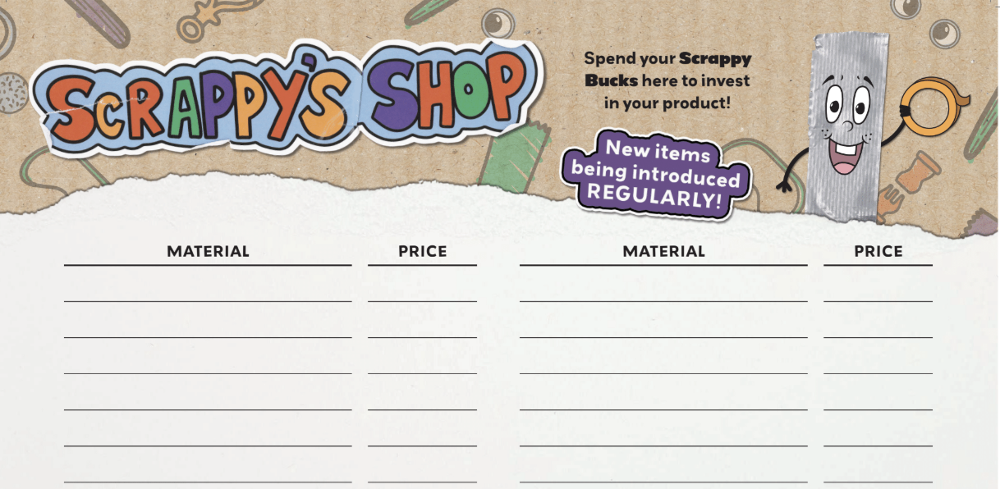 SCRAPPY'S SHOP
Spend your Scrappy
Bucks here to invest
in your product!
New items
being introduced
REGULARLY!
MATERIAL PRICE MATERIAL PRICE